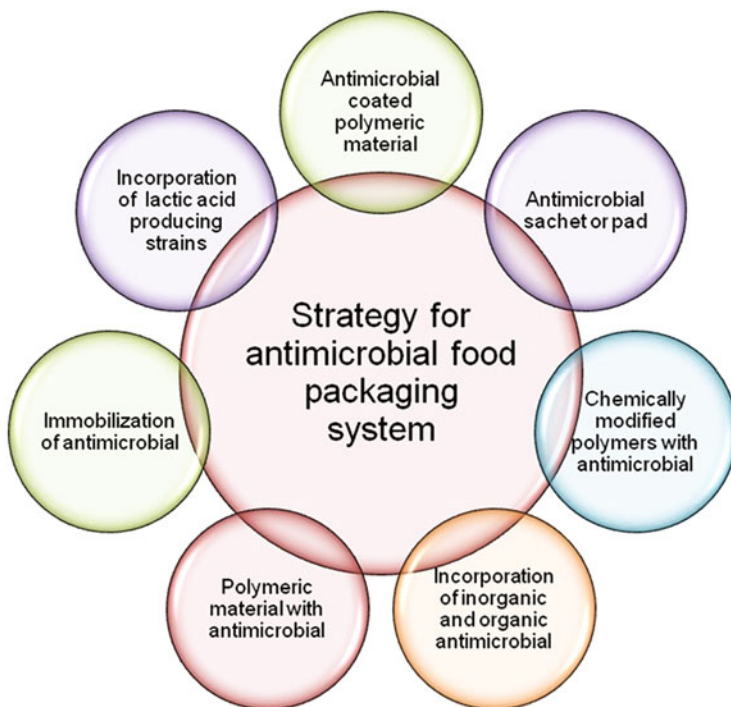 Antimicrobial
coated
polymeric
material
Incorporation
of lactic acid
producing
strains
Antimicrobial
sachet or pad
Strategy for
antimicrobial food
packaging
system
Immobilization
of antimicrobial
Chemically
modified
polymers with
antimicrobial
Polymeric
material with
antimicrobial
Incorporation
of inorganic
and organic
antimicrobial